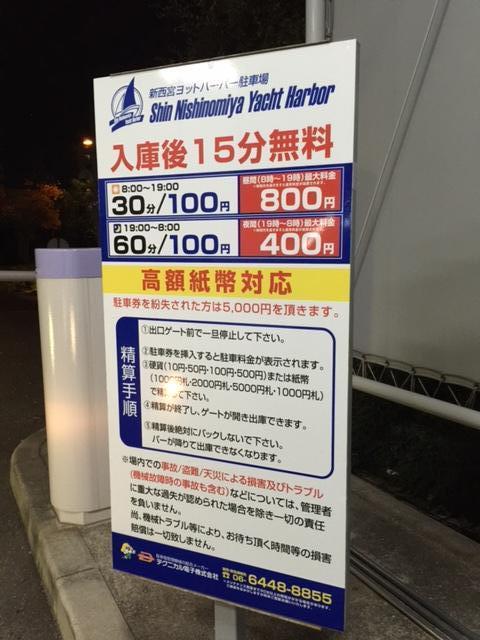 新西宮ヨットハーバー駐車場
Shin Nishinomiya Yacht Harbor
入庫後15分無料
8:00〜19:00
30分/100円
昼間(8時〜19時)最大料金
800円
19:00〜8:00
60分/100円
夜間(19時〜8時)最大料金
400円
高額紙幣対応
駐車券を紛失された方は5,000円を頂きます。
精算手順
①出口ゲート前で一旦停止して下さい。
②駐車券を挿入すると駐車料金が表示されます。
③硬貨(10円・50円・100円・500円)または紙幣
(1000円札・2000円札・5000円札・1000円札)
で精算して下さい。
④精算が終了し、ゲートが開き出庫できます。
⑤精算後絶対にバックしないで下さい。
バーが降りて出庫できなくなります。
※場内での事故/盗難/天災による損害及びトラブル
(機械故障時の事故も含む)などについては、管理者
に重大な過失が認められた場合を除き一切の責任
を負いません。
尚、機械トラブル等により、お待ち頂く時間等の損害
賠償は一切致しません。
テクニカル電子株式会社
06-6448-8855